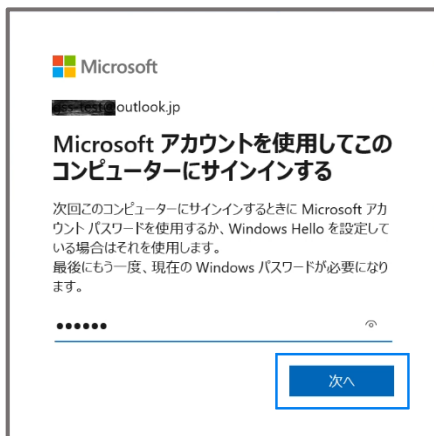 Microsoft
outlook.jp
Microsoft アカウントを使用してこの
コンピューターにサインインする
次回このコンピューターにサインインするときに Microsoft アカ
ウント パスワードを使用するか、Windows Hello を設定して
いる場合はそれを使用します。
最後にもう一度、現在の Windows パスワードが必要になり
ます。
••••••
次へ